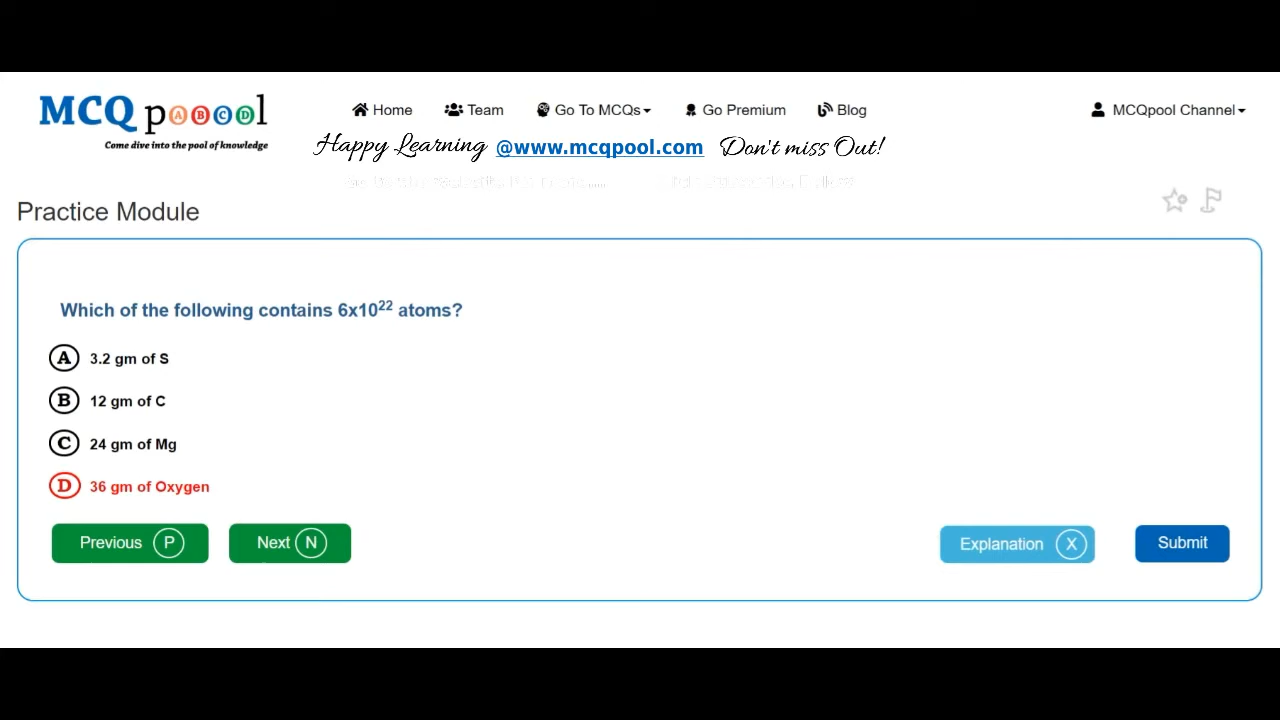 MCQ pooool
Come dive into the pool of knowledge
Home Team Go To MCQs Go Premium Blog MCQpool Channel
Happy Learning @www.mcqpool.com Don't miss Out!
Practice Module
Which of the following contains 6x10²² atoms?
A 3.2 gm of S
B 12 gm of C
C 24 gm of Mg
D 36 gm of Oxygen
Previous P Next N Explanation X Submit